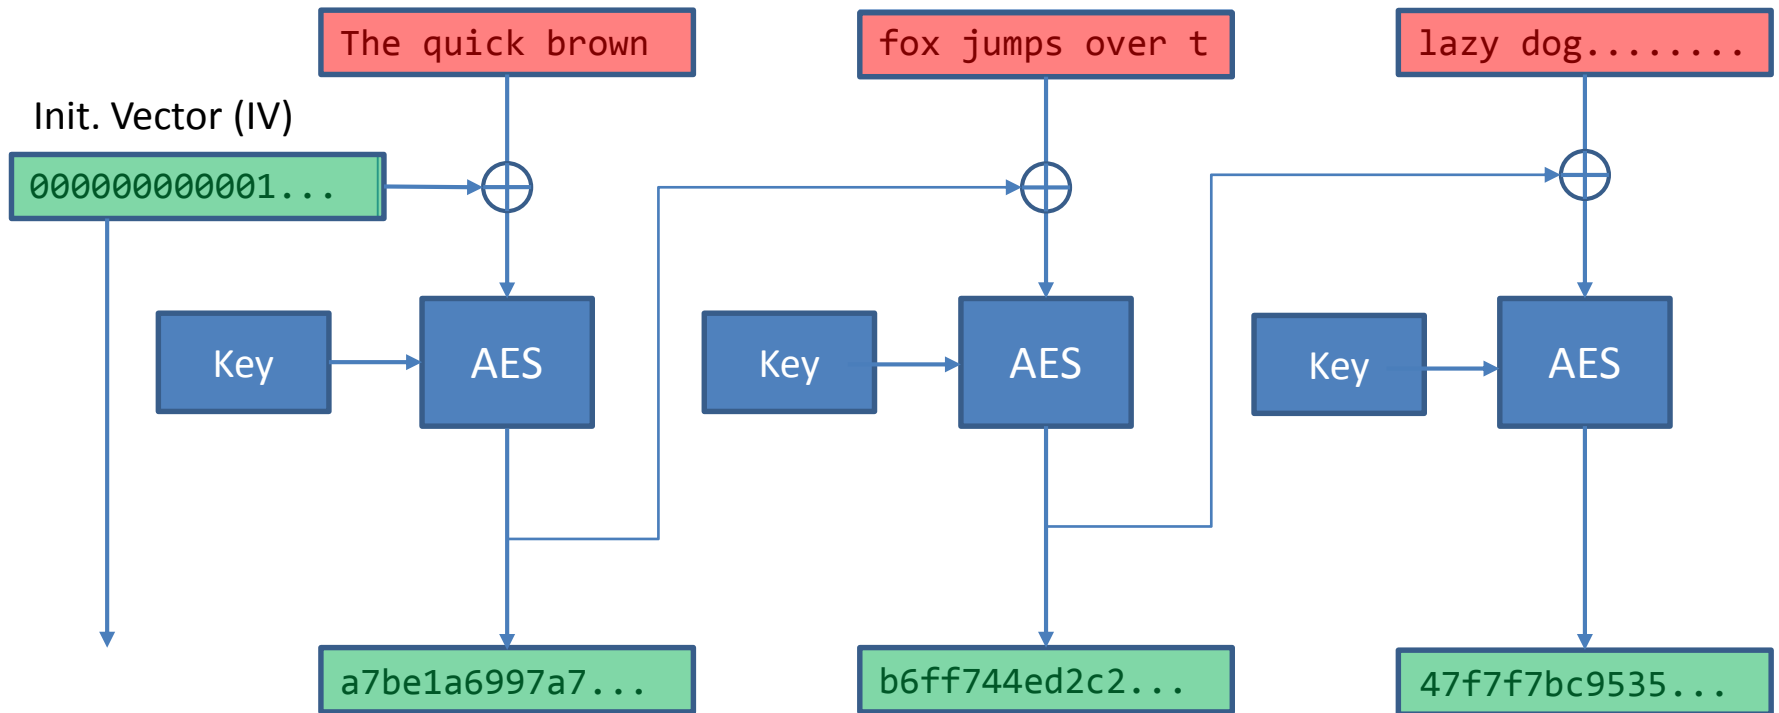 The quick brown
fox jumps over t
lazy dog........
Init. Vector (IV)
000000000001...
Key
AES
Key
AES
Key
AES
a7be1a6997a7...
b6ff744ed2c2...
47f7f7bc9535...